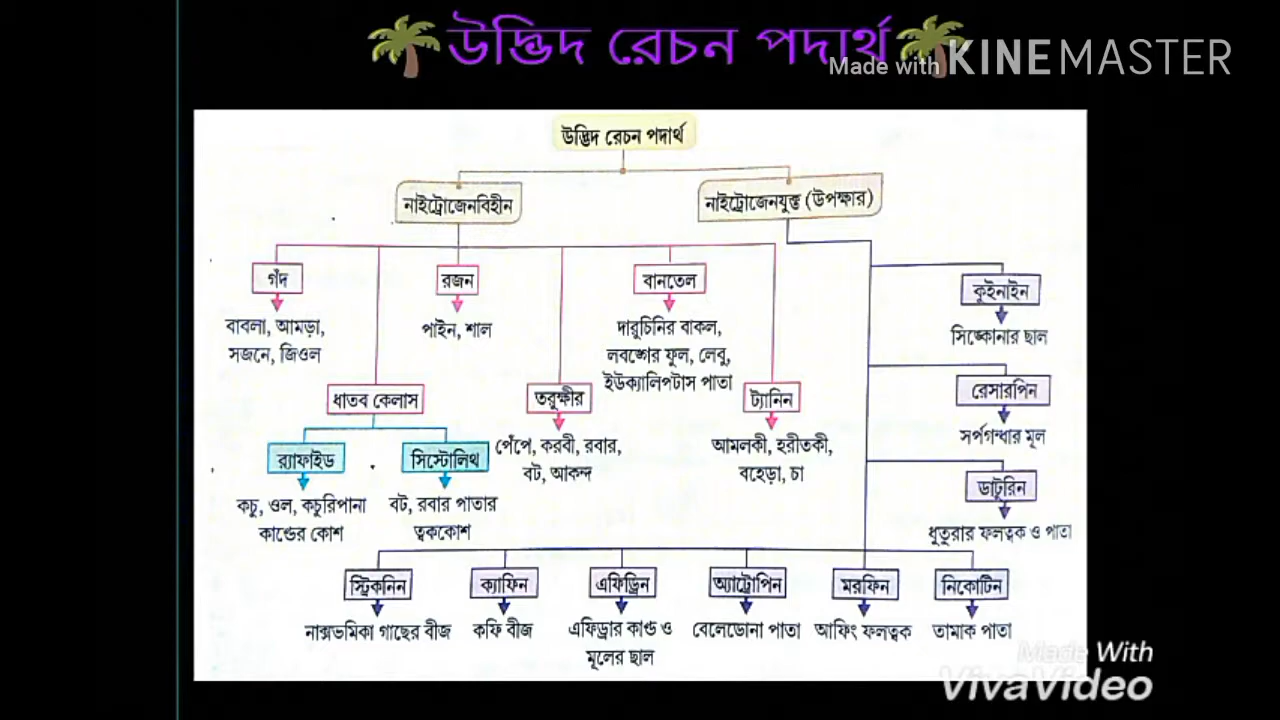 উদ্ভিদ রেচন পদার্থ
Made with KINEMASTER
উদ্ভিদ রেচন পদার্থ
নাইট্রোজেনবিহীন
নাইট্রোজেনযুক্ত (উপক্ষার)
গঁদ
বাবলা, আমড়া,
সজনে, জিওল
রজন
পাইন, শাল
বানতেল
দারুচিনির বাকল,
লবঙ্গের ফুল, লেবু,
ইউক্যালিপটাস পাতা
কুইনাইন
সিঙ্কোনার ছাল
ধাতব কেলাস
তরুক্ষীর
পেঁপে, করবী, রবার,
বট, আকন্দ
ট্যানিন
আমলকী, হরীতকী,
বহেড়া, চা
রেসারপিন
সর্পগন্ধার মূল
র‍্যাফাইড
কচু, ওল, কচুরিপানা
কাণ্ডের কোশ
সিস্টোলিথ
বট, রবার পাতার
ত্বককোশ
ডাটুরিন
ধুতুরার ফলত্বক ও পাতা
স্ট্রিকনিন
নাক্সভমিকা গাছের বীজ
ক্যাফিন
কফি বীজ
এফিড্রিন
এফিড্রার কাণ্ড ও
মূলের ছাল
অ্যাট্রোপিন
বেলেডোনা পাতা
মরফিন
আফিং ফলত্বক
নিকোটিন
তামাক পাতা
Made With
VivaVideo